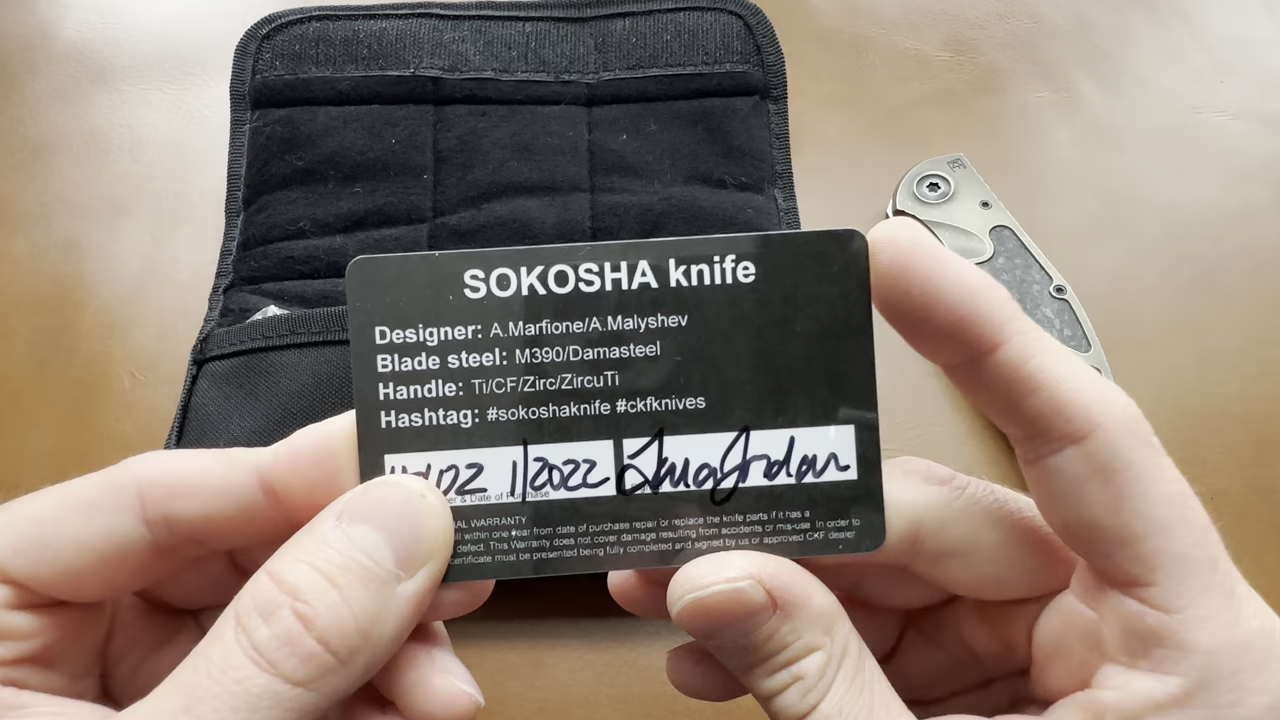 SOKOSHA knife
Designer: A.Marfione/A.Malyshev
Blade steel: M390/Damasteel
Handle: Ti/CF/Zirc/ZircuTi
Hashtag: #sokoshaknife #ckfknives
1/2022
& Date of Purchase
WARRANTY
within one year from date of purchase repair or replace the knife parts if it has a
defect. This Warranty does not cover damage resulting from accidents or mis-use. In order to
certificate must be presented being fully completed and signed by us or approved CKF dealer